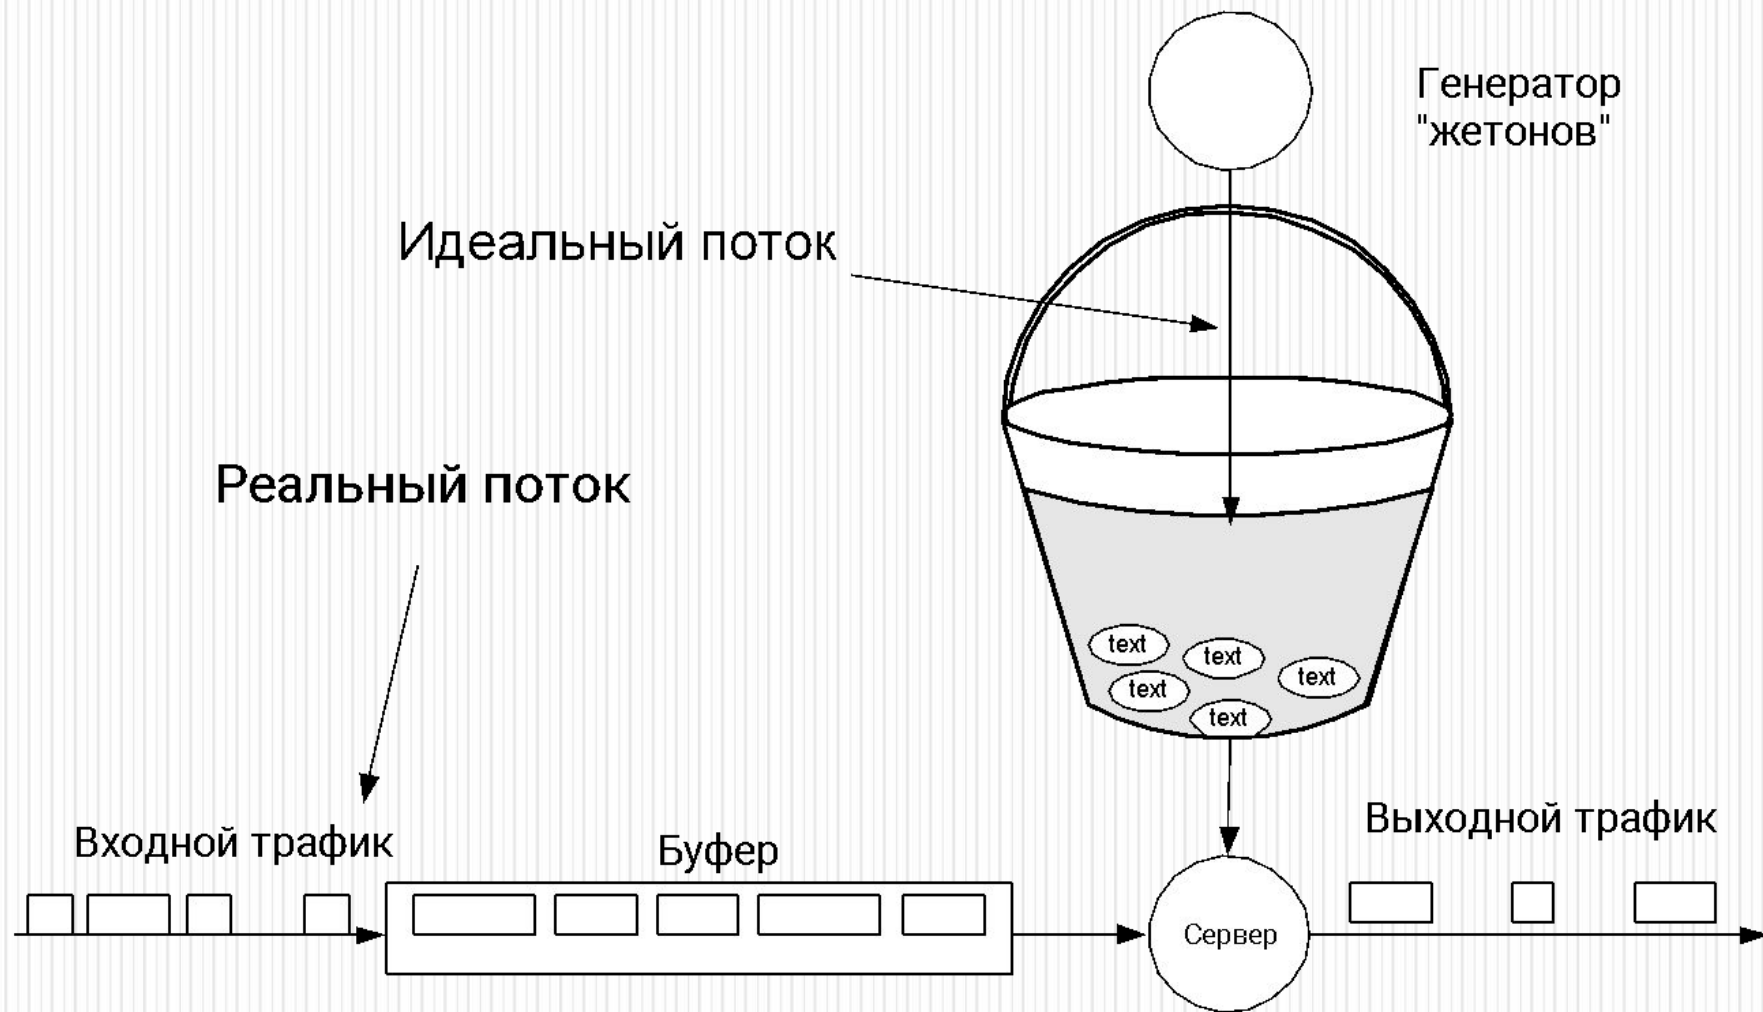 Генератор
"жетонов"
Идеальный поток
Реальный поток
text
text
text
text
text
Входной трафик
Буфер
Выходной трафик
Сервер